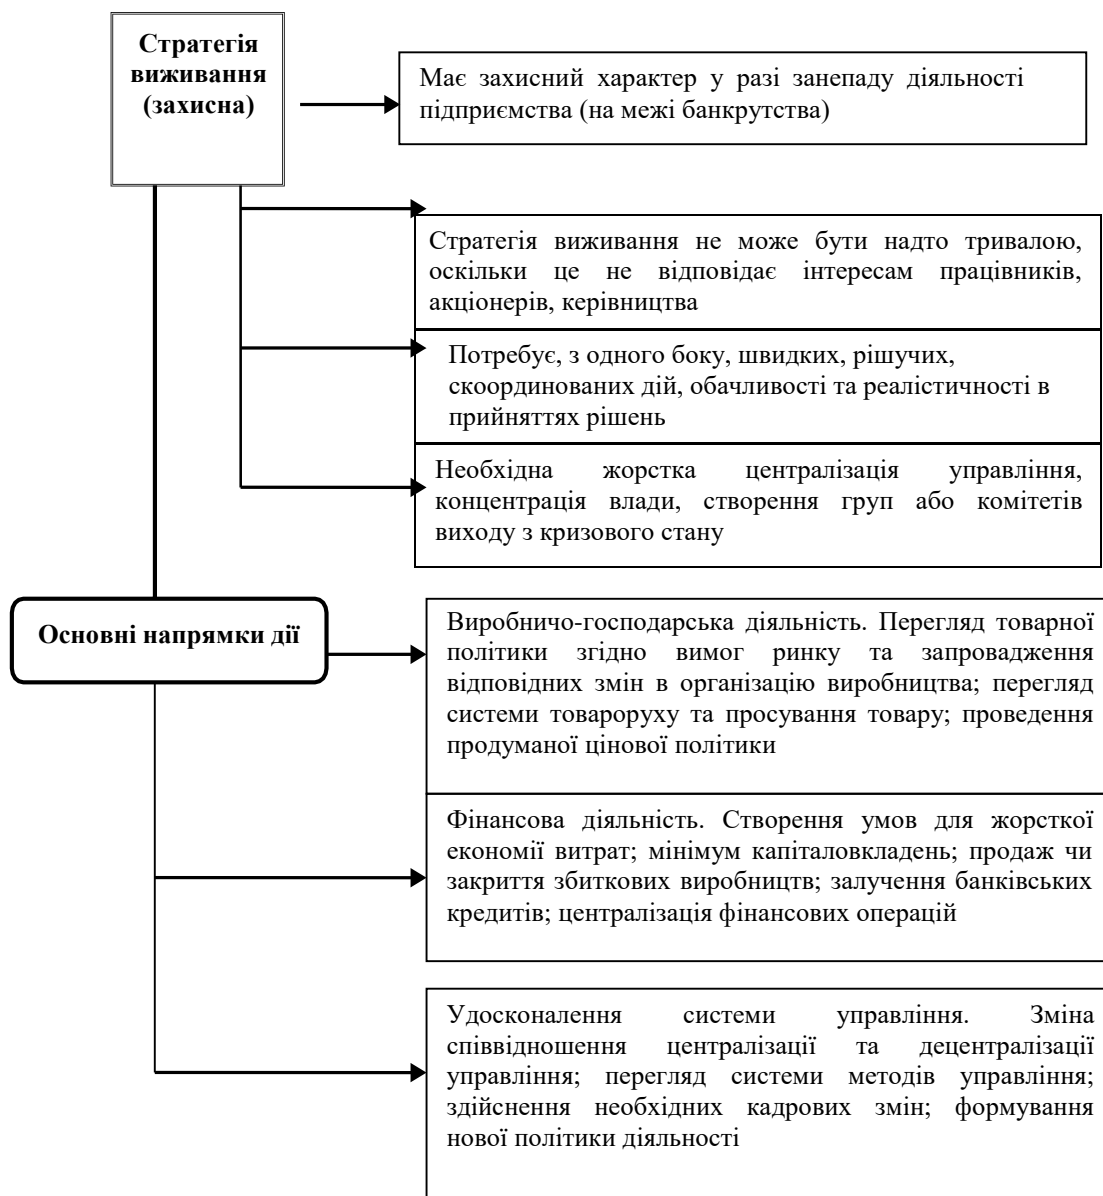 Стратегія
виживання
(захисна)
Має захисний характер у разі занепаду діяльності
підприємства (на межі банкрутства)
Стратегія виживання не може бути надто тривалою,
оскільки це не відповідає інтересам працівників,
акціонерів, керівництва
Потребує, з одного боку, швидких, рішучих,
скоординованих дій, обачливості та реалістичності в
прийняттях рішень
Необхідна жорстка централізація управління,
концентрація влади, створення груп або комітетів
виходу з кризового стану
Основні напрямки дії
Виробничо-господарська діяльність. Перегляд товарної
політики згідно вимог ринку та запровадження
відповідних змін в організацію виробництва; перегляд
системи товароруху та просування товару; проведення
продуманої цінової політики
Фінансова діяльність. Створення умов для жорсткої
економії витрат; мінімум капіталовкладень; продаж чи
закриття збиткових виробництв; залучення банківських
кредитів; централізація фінансових операцій
Удосконалення системи управління. Зміна
співвідношення централізації та децентралізації
управління; перегляд системи методів управління;
здійснення необхідних кадрових змін; формування
нової політики діяльності